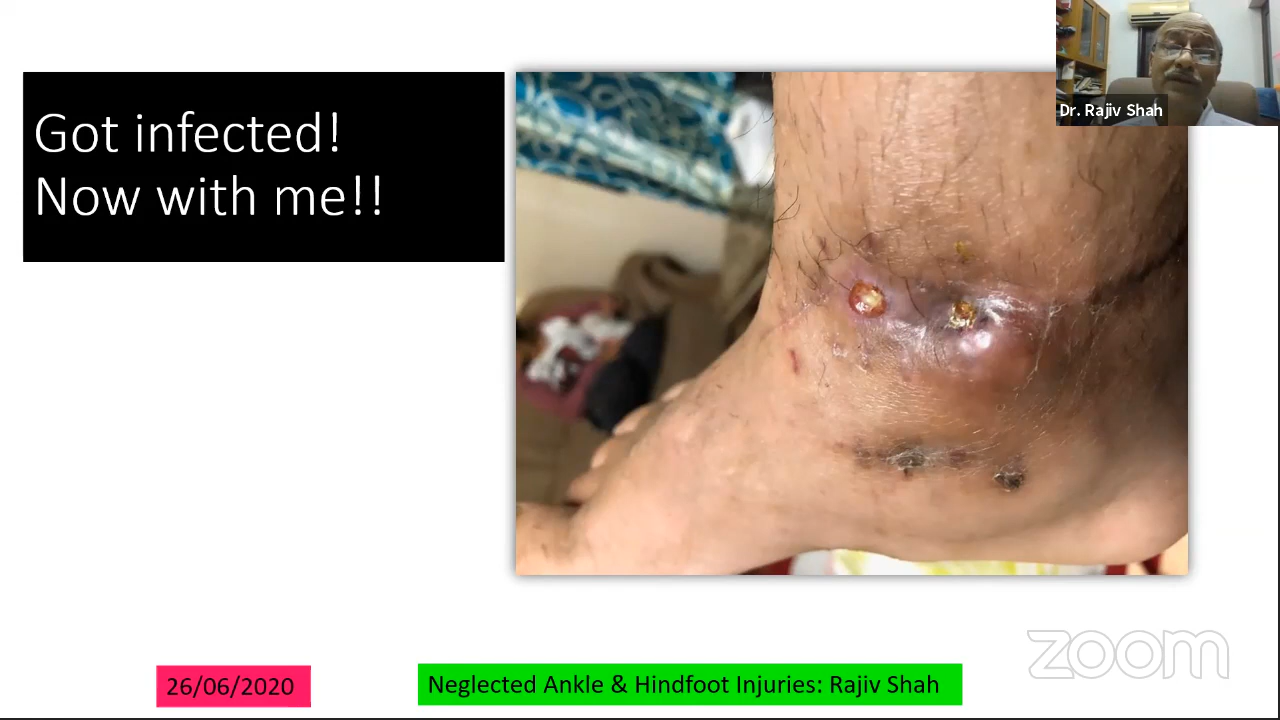 Got infected!
Now with me!!
Dr. Rajiv Shah
26/06/2020
Neglected Ankle & Hindfoot Injuries: Rajiv Shah
zoom